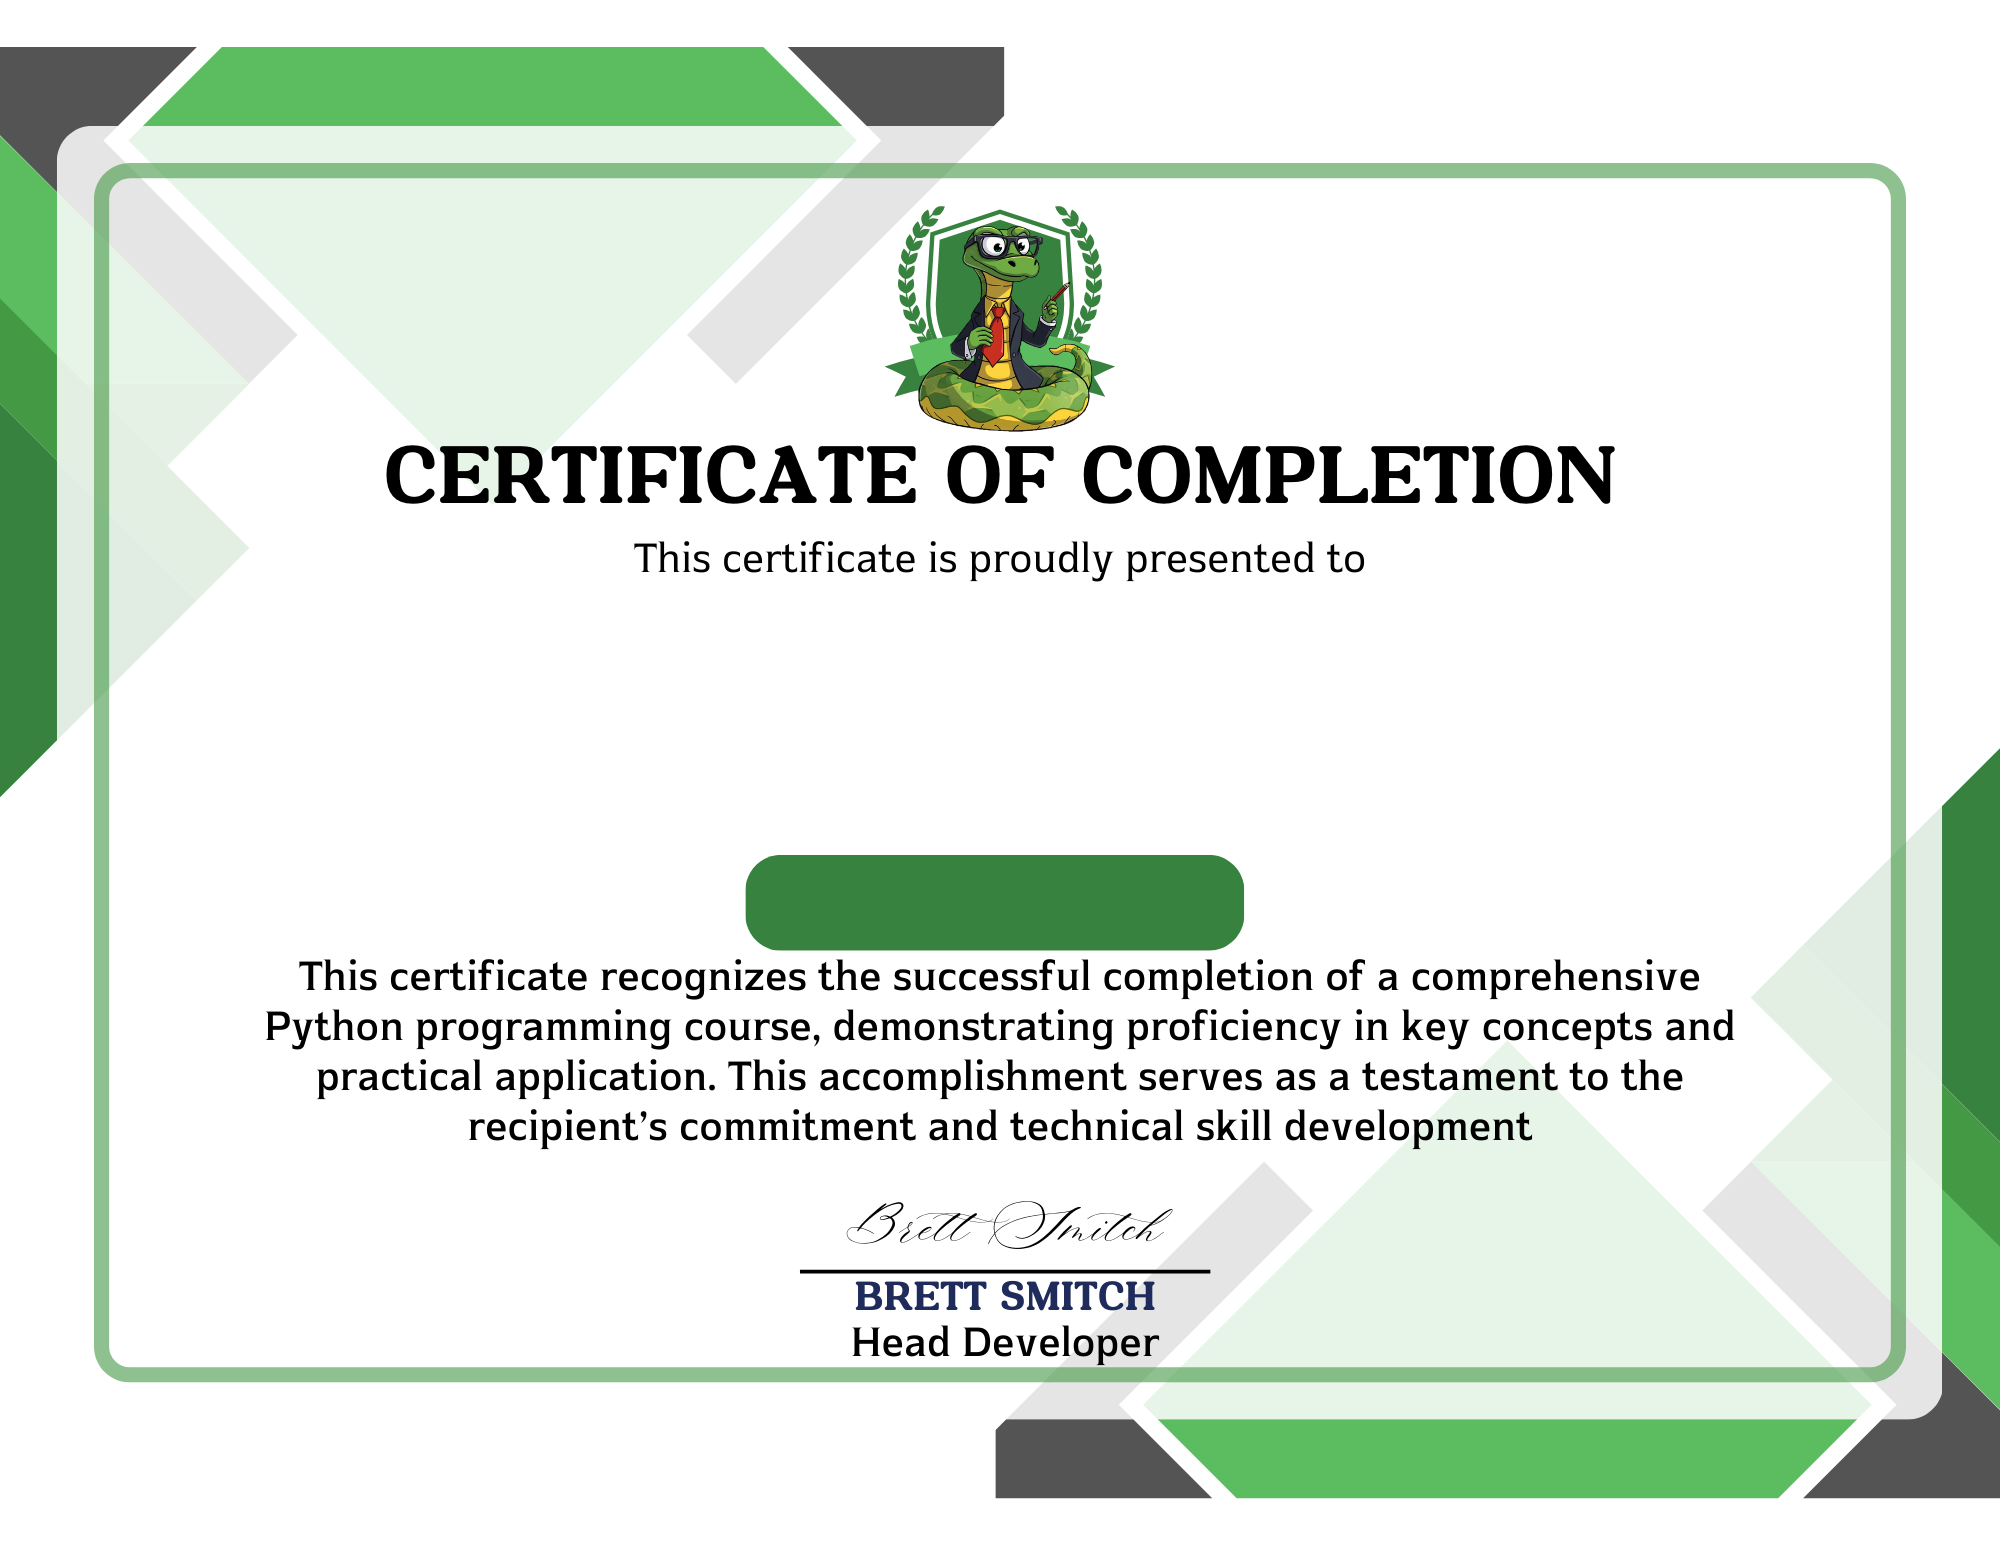 CERTIFICATE OF COMPLETION
This certificate is proudly presented to
This certificate recognizes the successful completion of a comprehensive
Python programming course, demonstrating proficiency in key concepts and
practical application. This accomplishment serves as a testament to the
recipient’s commitment and technical skill development
Brett Smitch
BRETT SMITCH
Head Developer